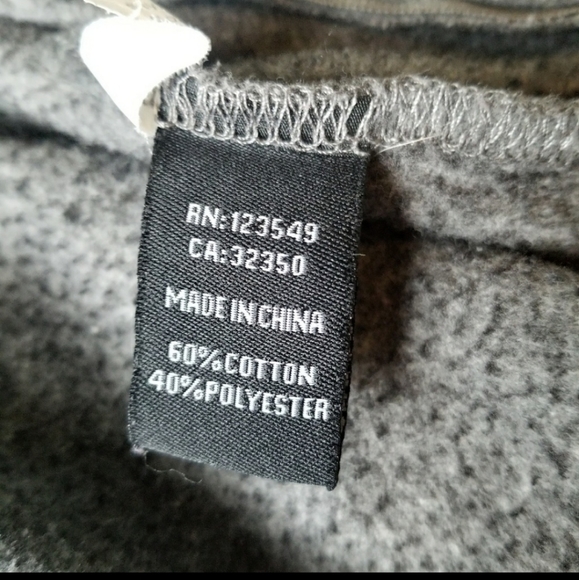 RN:123549
CA:32350
MADE IN CHINA
60%COTTON
40%POLYESTER